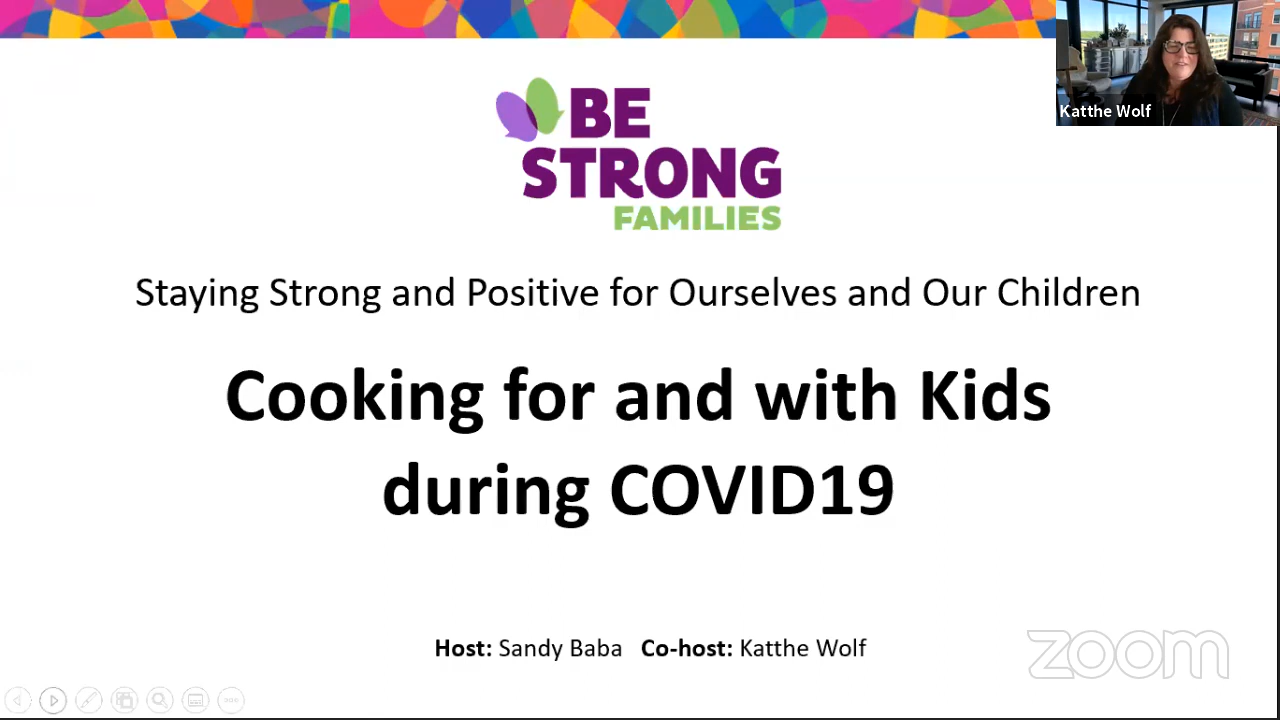 Katthe Wolf
BE
STRONG
FAMILIES
Staying Strong and Positive for Ourselves and Our Children
Cooking for and with Kids
during COVID19
Host: Sandy Baba Co-host: Katthe Wolf
zoom